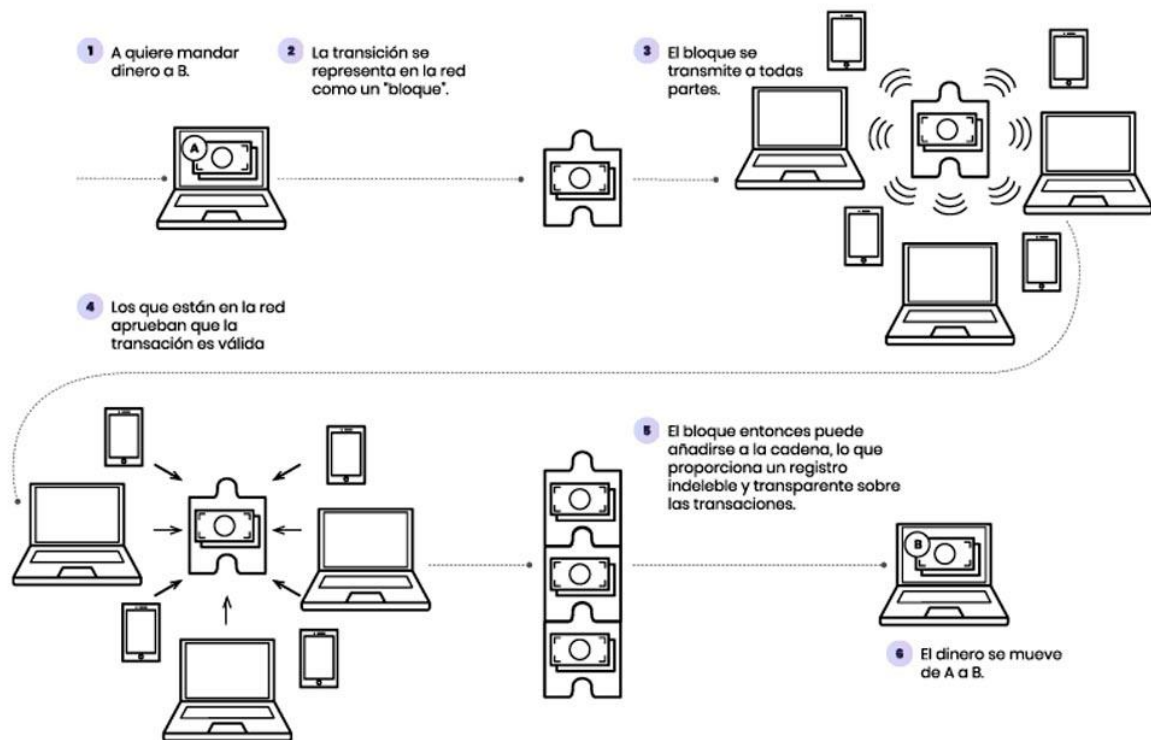 1 A quiere mandar
dinero a B.
2 La transición se
representa en la red
como un "bloque".
3 El bloque se
transmite a todas
partes.
A
4 Los que están en la red
aprueban que la
transación es válida
5 El bloque entonces puede
añadirse a la cadena, lo que
proporciona un registro
indeleble y transparente sobre
las transaciones.
B
6 El dinero se mueve
de A a B.